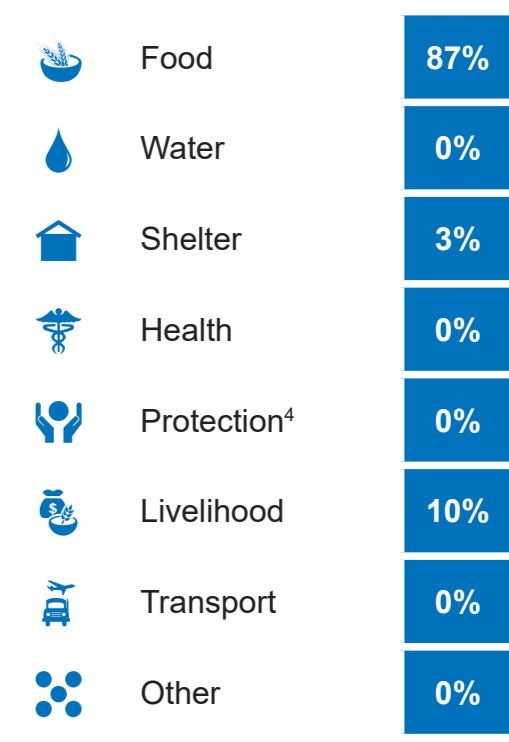 Food 87%
Water 0%
Shelter 3%
Health 0%
Protection⁴ 0%
$ Livelihood 10%
Transport 0%
Other 0%